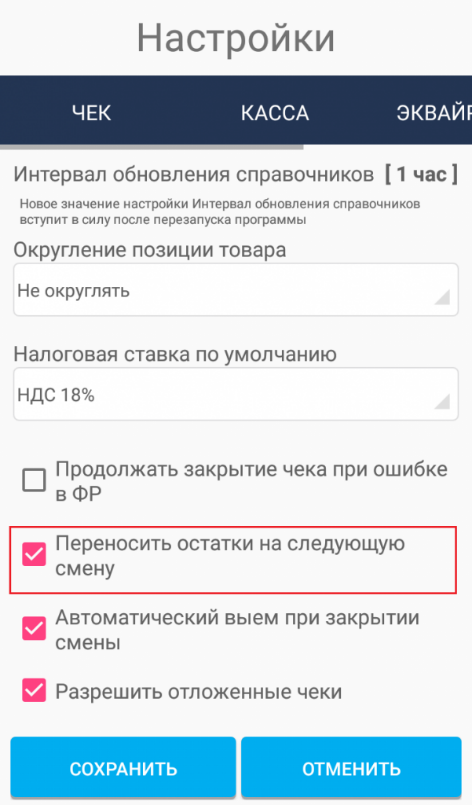 Настройки
ЧЕК КАССА ЭКВАЙР
Интервал обновления справочников [ 1 час ]
Новое значение настройки Интервал обновления справочников
вступит в силу после перезапуска программы
Округление позиции товара
Не округлять
Налоговая ставка по умолчанию
НДС 18%
Продолжать закрытие чека при ошибке
в ФР
Переносить остатки на следующую
смену
Автоматический выем при закрытии
смены
Разрешить отложенные чеки
СОХРАНИТЬ ОТМЕНИТЬ